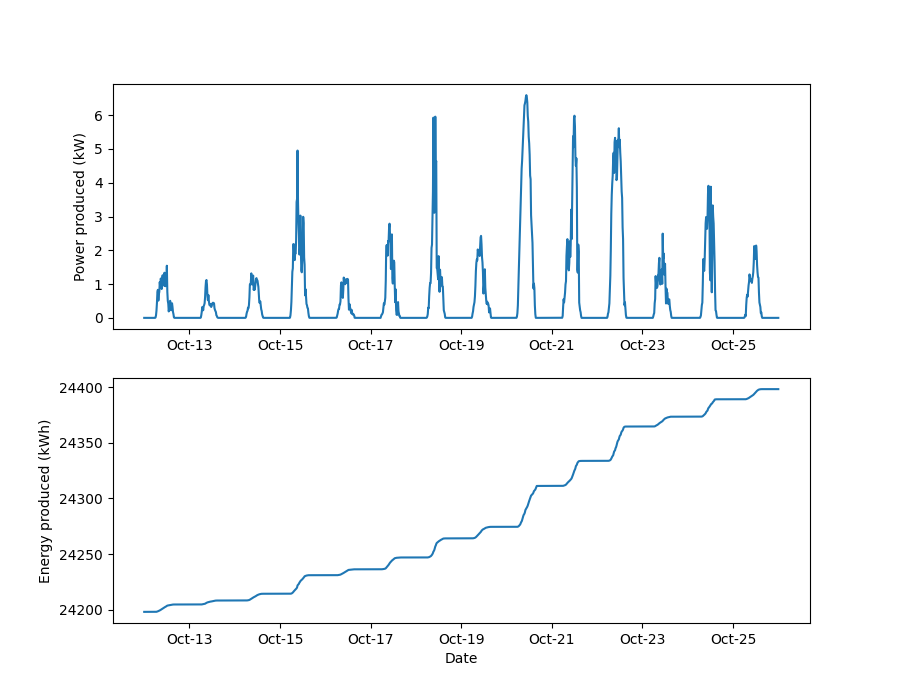 Power produced (kW)
6
5
4
3
2
1
0
Oct-13 Oct-15 Oct-17 Oct-19 Oct-21 Oct-23 Oct-25
Energy produced (kWh)
24400
24350
24300
24250
24200
Oct-13 Oct-15 Oct-17 Oct-19 Oct-21 Oct-23 Oct-25
Date